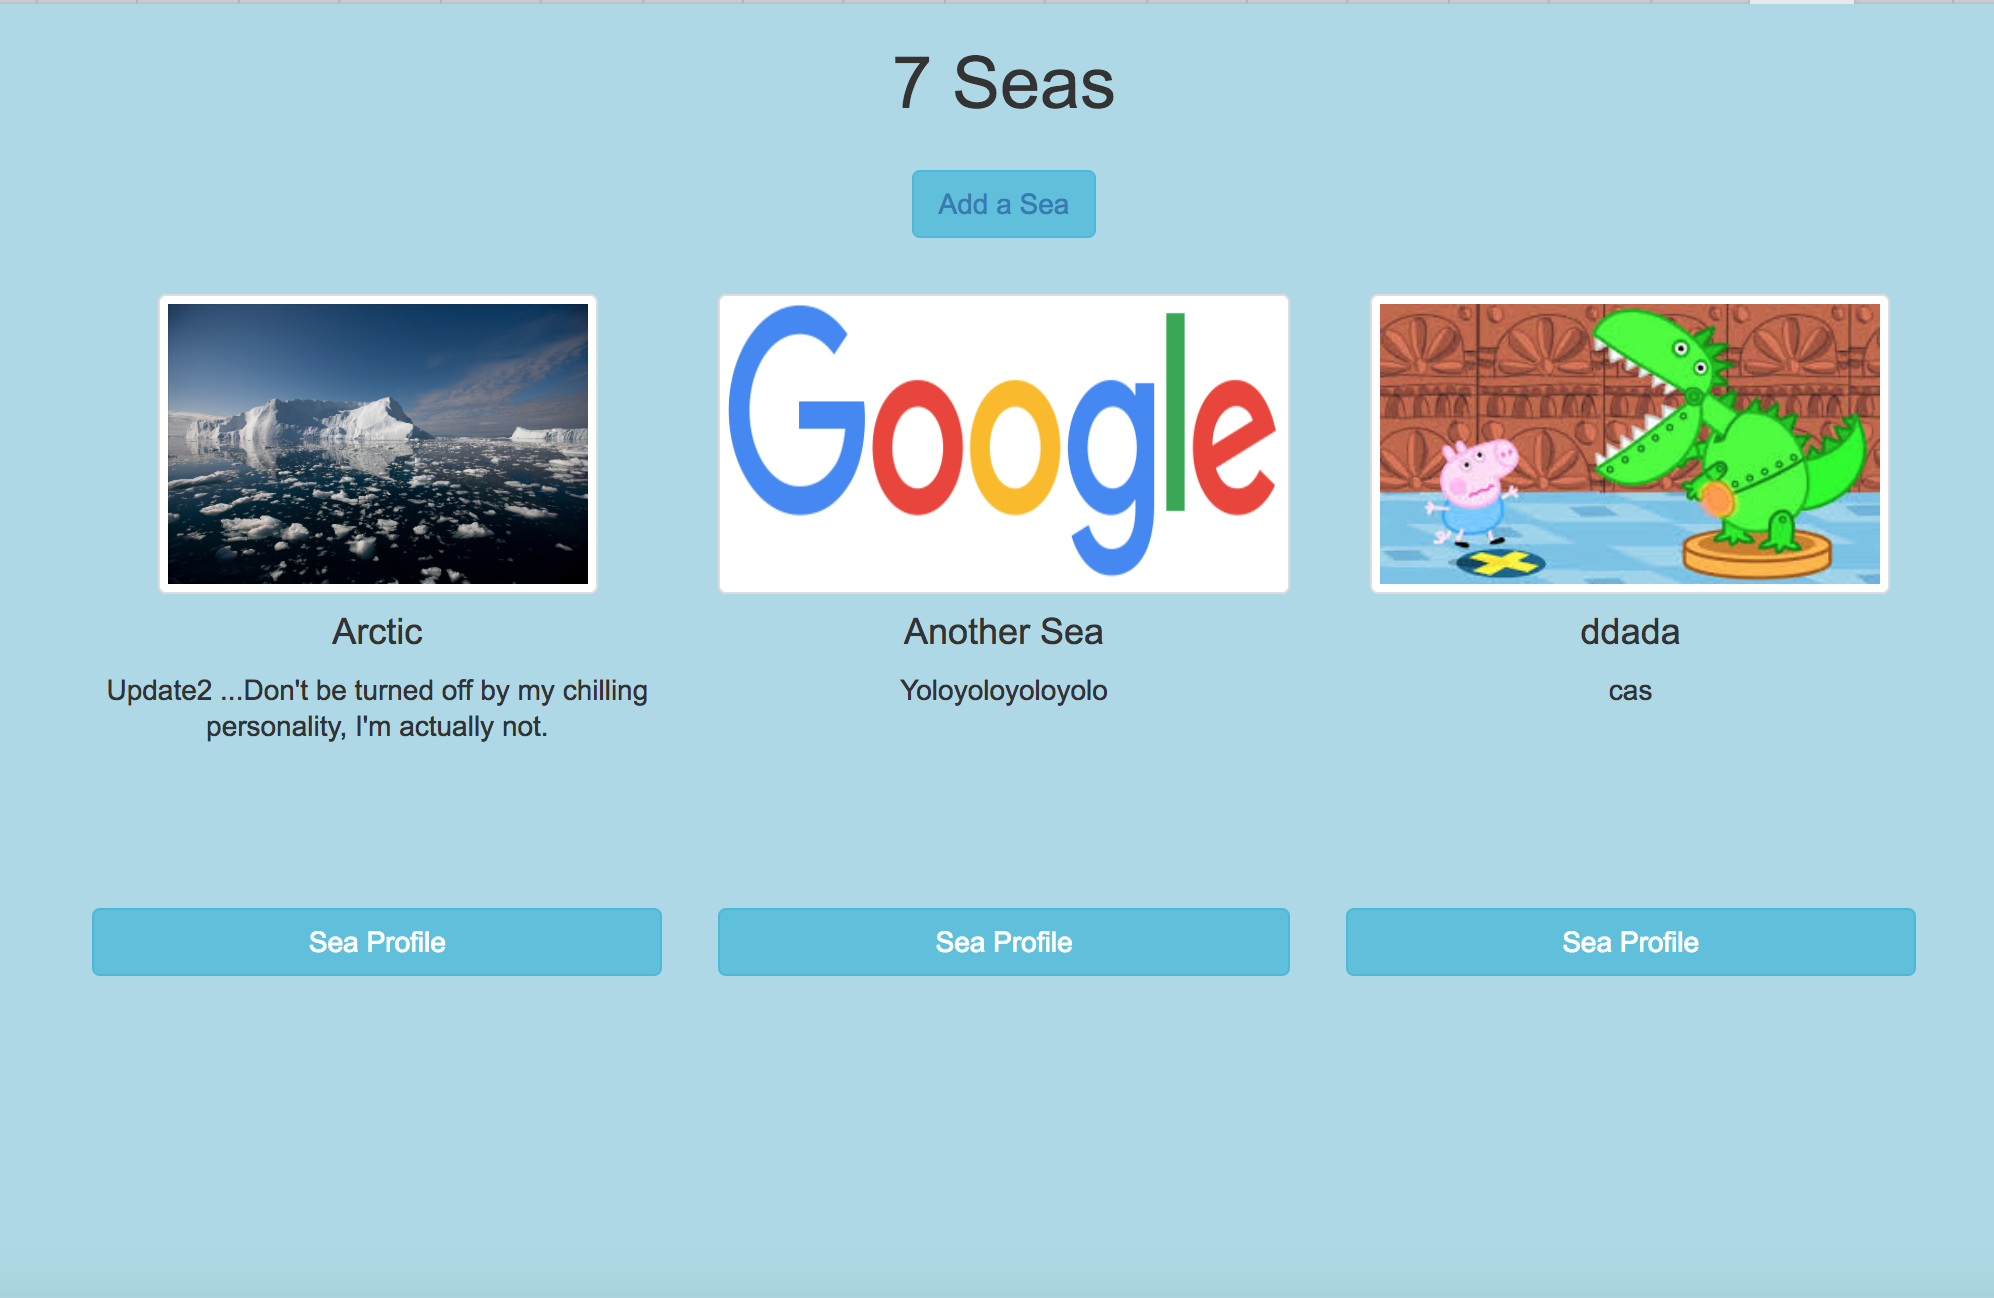 7 Seas
Add a Sea
Google
Arctic
Update2 ...Don't be turned off by my chilling
personality, I'm actually not.
Another Sea
Yoloyoloyoloyolo
ddada
cas
Sea Profile
Sea Profile
Sea Profile